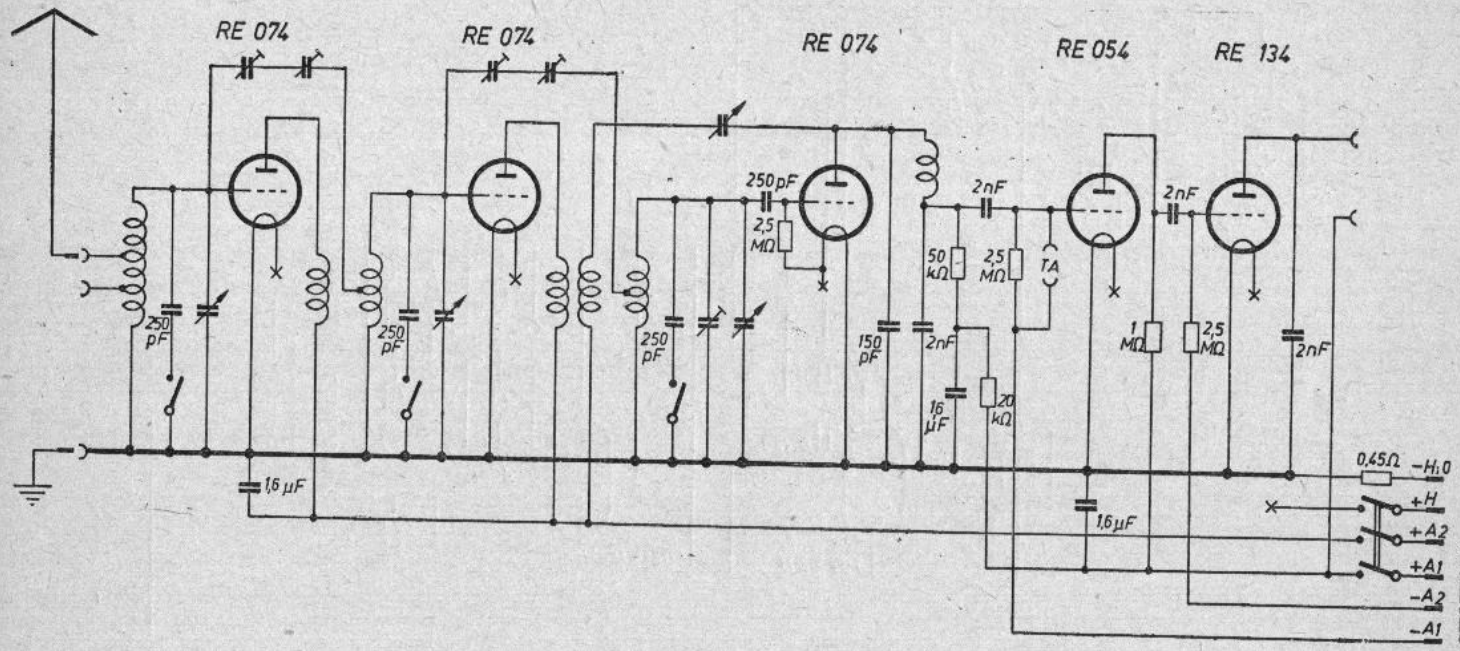 RE 074
RE 074
RE 074
RE 054
RE 134
250 pF
2,5
MΩ
2nF
50
kΩ
2,5
MΩ
TA
2nF
250
pF
250
pF
250
pF
150
pF
2nF
16
µF
20
kΩ
1
MΩ
2,5
MΩ
2nF
1,6 µF
1,6 µF
0,45Ω
-H;0
+H
+A2
+A1
-A2
-A1